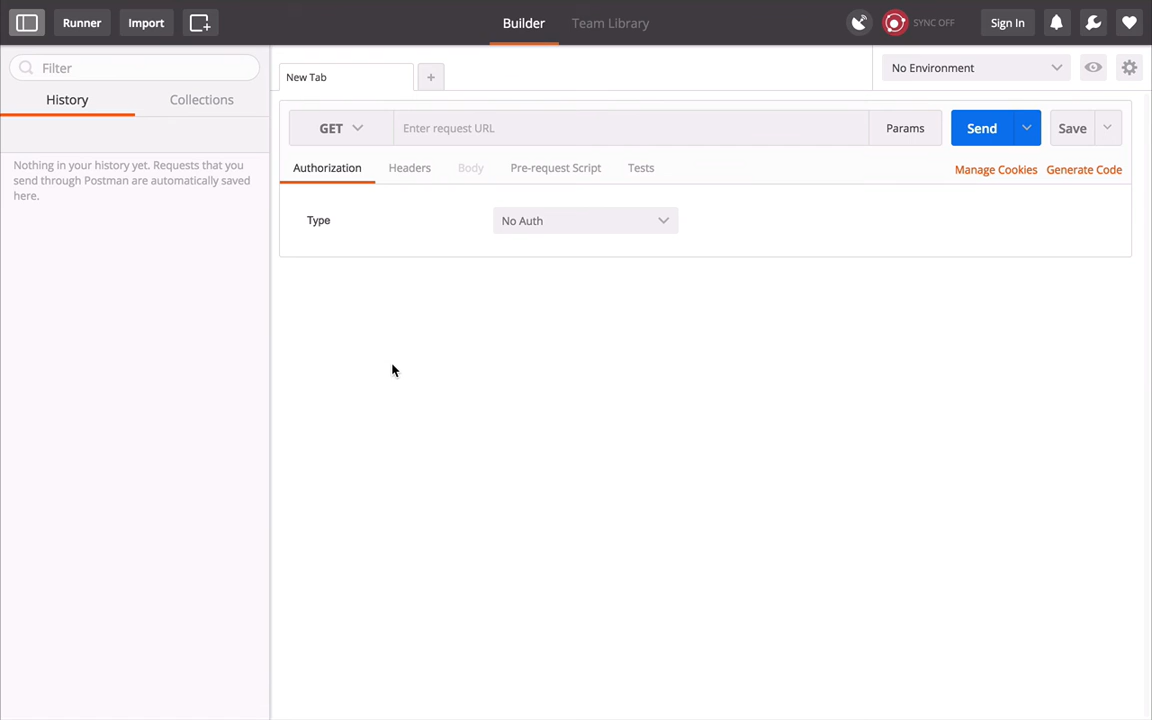 Runner
Import
Builder
Team Library
SYNC OFF
Sign In
Filter
History
Collections
Nothing in your history yet. Requests that you
send through Postman are automatically saved
here.
New Tab
+
No Environment
GET
Enter request URL
Params
Send
Save
Authorization
Headers
Body
Pre-request Script
Tests
Manage Cookies
Generate Code
Type
No Auth